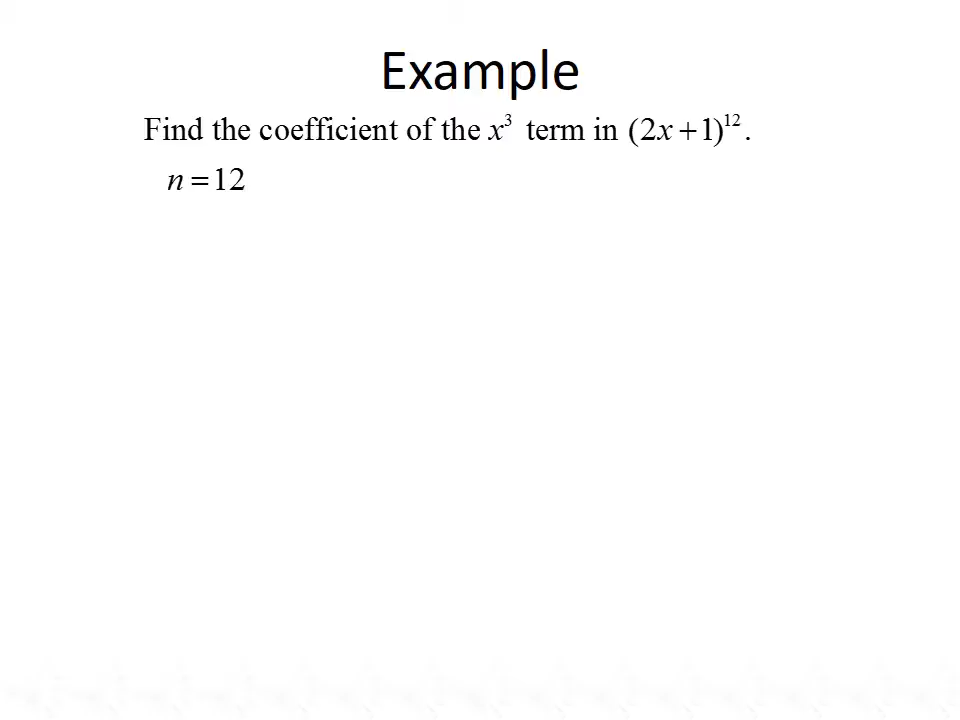 Example
Find the coefficient of the x³ term in (2x+1)¹².
n=12